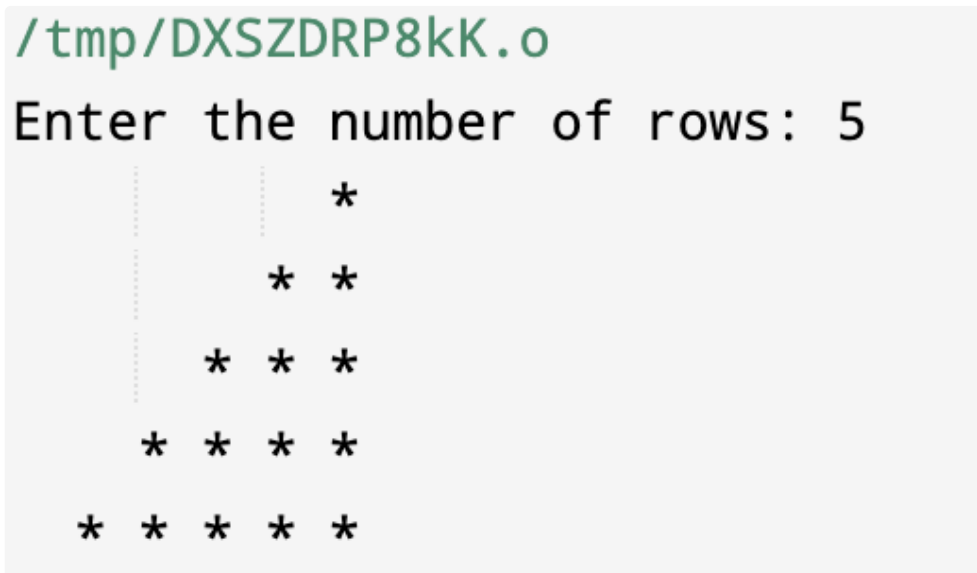 /tmp/DXSZDRP8kK.o
Enter the number of rows: 5
          *
        * *
      * * *
    * * * *
  * * * * *